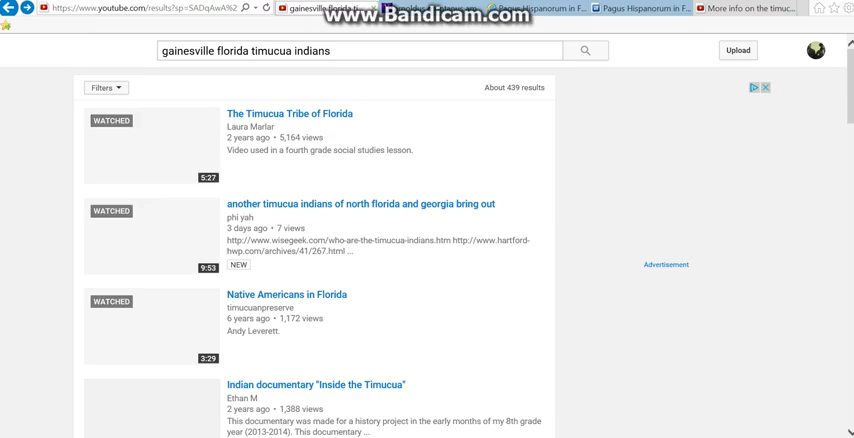 https://www.youtube.com/results?sp=SADqAwA%2
gainesville florida ti...
Pagus Hispanorum in F...
Pagus Hispanorum in F...
More info on the timuc...
www.Bandicam.com
gainesville florida timucua indians
Upload
Filters
About 439 results
WATCHED
5:27
The Timucua Tribe of Florida
Laura Marlar
2 years ago • 5,164 views
Video used in a fourth grade social studies lesson.
WATCHED
9:53
another timucua indians of north florida and georgia bring out
phi yah
3 days ago • 7 views
http://www.wisegeek.com/who-are-the-timucua-indians.htm http://www.hartford-
hwp.com/archives/41/267.html ...
NEW
WATCHED
3:29
Native Americans in Florida
timucuanpreserve
6 years ago • 1,172 views
Andy Leverett.
Indian documentary "Inside the Timucua"
Ethan M
2 years ago • 1,388 views
This documentary was made for a history project in the early months of my 8th grade
year (2013-2014). This documentary ...
Advertisement